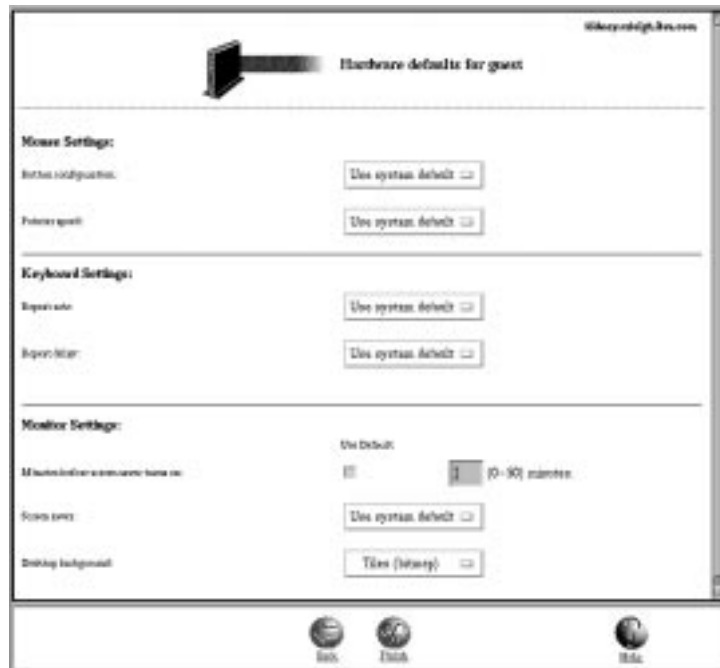 Hardware defaults for guest
Mouse Settings:
Button configuration:
Use system default
Pointer speed:
Use system default
Keyboard Settings:
Repeat rate:
Use system default
Repeat delay:
Use system default
Monitor Settings:
Use Default
Minutes before screen saver turns on:
(0-60) minutes
Screen saver:
Use system default
Desktop background:
Tiles (bitmap)
Back
Finish
Help